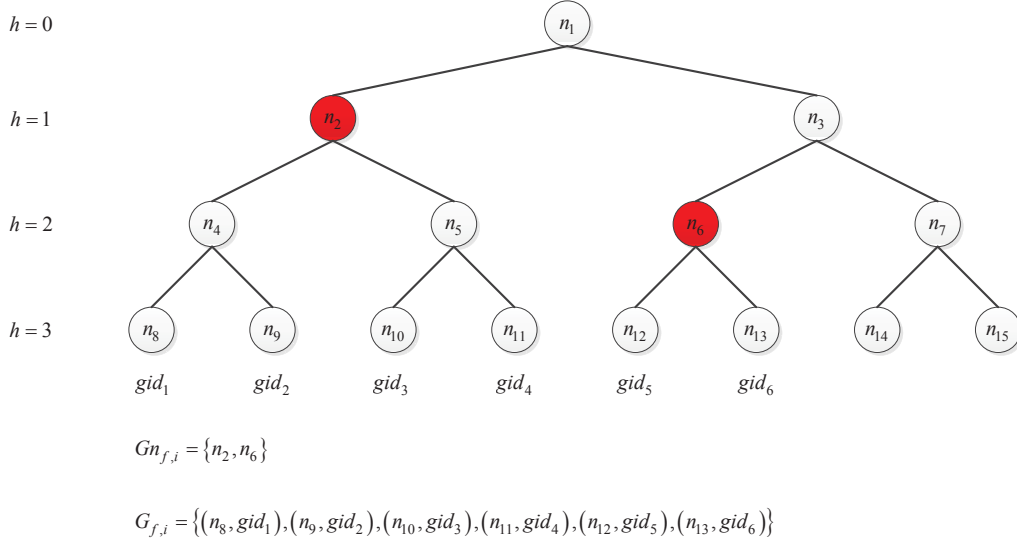 h = 0
n₁
h = 1
n₂
n₃
h = 2
n₄
n₅
n₆
n₇
h = 3
n₈
n₉
n₁₀
n₁₁
n₁₂
n₁₃
n₁₄
n₁₅
gid₁
gid₂
gid₃
gid₄
gid₅
gid₆
Gn_{f,i} = {n₂, n₆}
G_{f,i} = {(n₈, gid₁), (n₉, gid₂), (n₁₀, gid₃), (n₁₁, gid₄), (n₁₂, gid₅), (n₁₃, gid₆)}